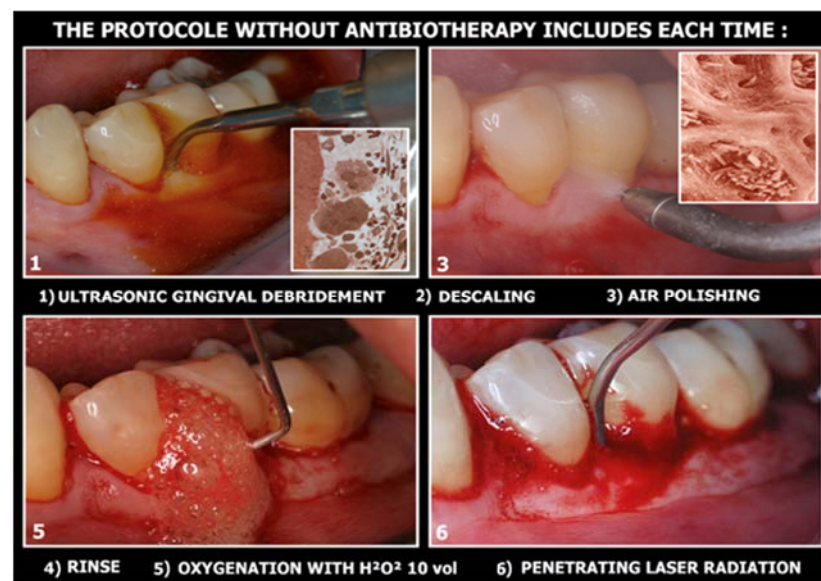 THE PROTOCOLE WITHOUT ANTIBIOTHERAPY INCLUDES EACH TIME :
1
3
1) ULTRASONIC GINGIVAL DEBRIDEMENT 2) DESCALING 3) AIR POLISHING
5
6
4) RINSE 5) OXYGENATION WITH H²O² 10 vol 6) PENETRATING LASER RADIATION